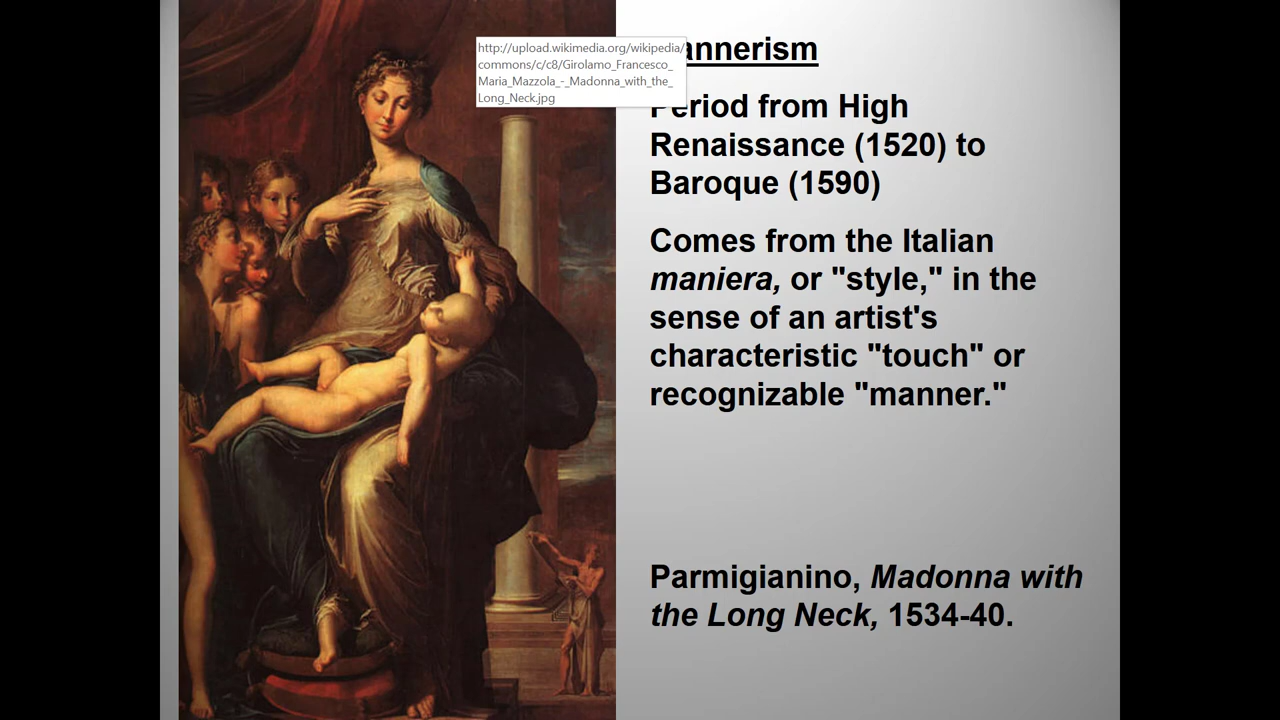 http://upload.wikimedia.org/wikipedia/
commons/c/c8/Girolamo_Francesco_
Maria_Mazzola_-_Madonna_with_the_
Long_Neck.jpg
annerism
Period from High
Renaissance (1520) to
Baroque (1590)
Comes from the Italian
maniera, or "style," in the
sense of an artist's
characteristic "touch" or
recognizable "manner."
Parmigianino, Madonna with
the Long Neck, 1534-40.